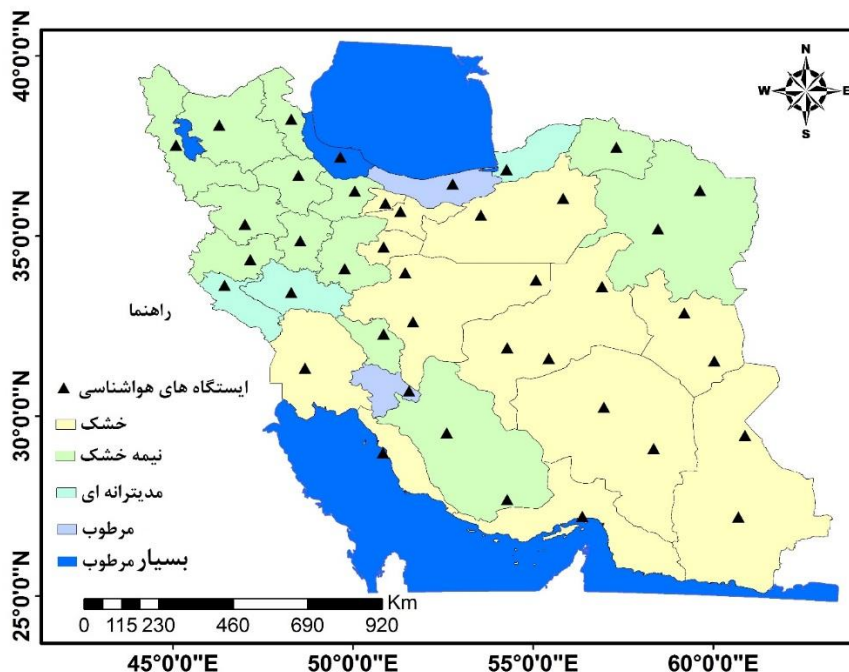 40°0'0"N
35°0'0"N
30°0'0"N
25°0'0"N
N
W E
S
راهنما
ایستگاه های هواشناسی
خشک
نیمه خشک
مدیترانه ای
مرطوب
بسیار مرطوب
Km
0 115 230 460 690 920
45°0'0"E 50°0'0"E 55°0'0"E 60°0'0"E